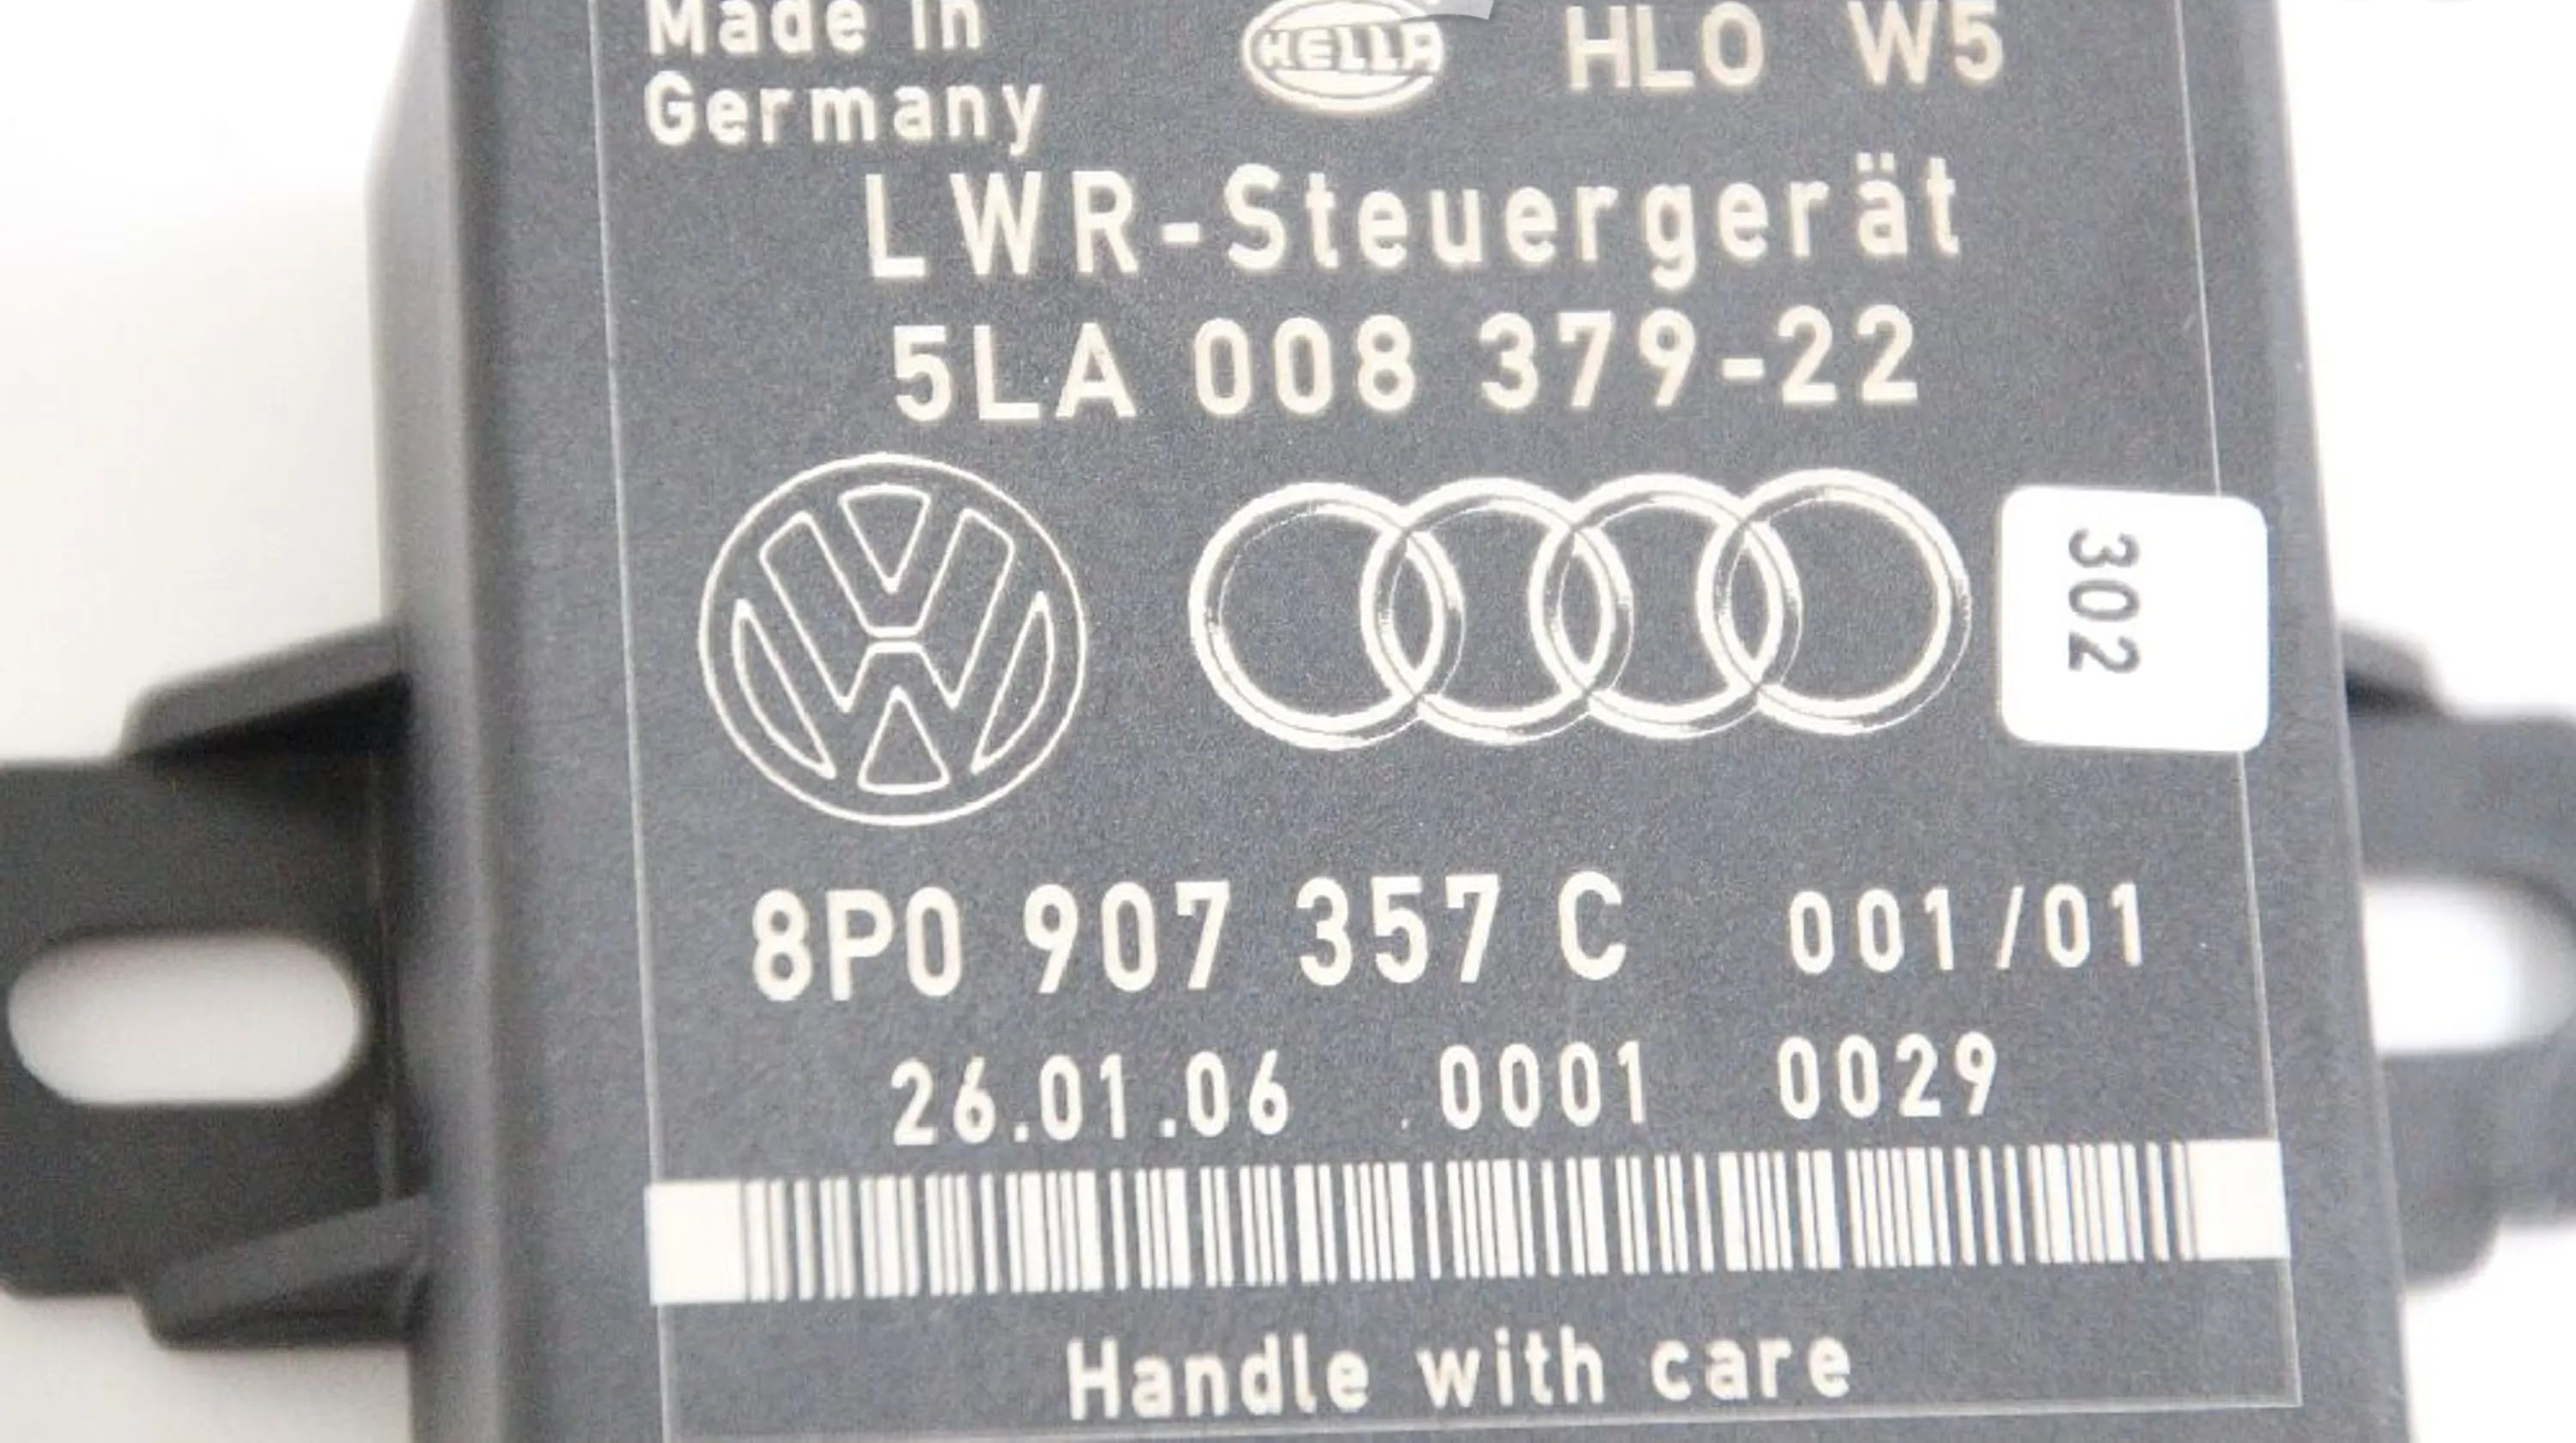 Made in
Germany
HELLA
HLO W5
LWR-Steuergerät
5LA 008 379-22
302
8P0 907 357 C 001/01
26.01.06 0001 0029
Handle with care